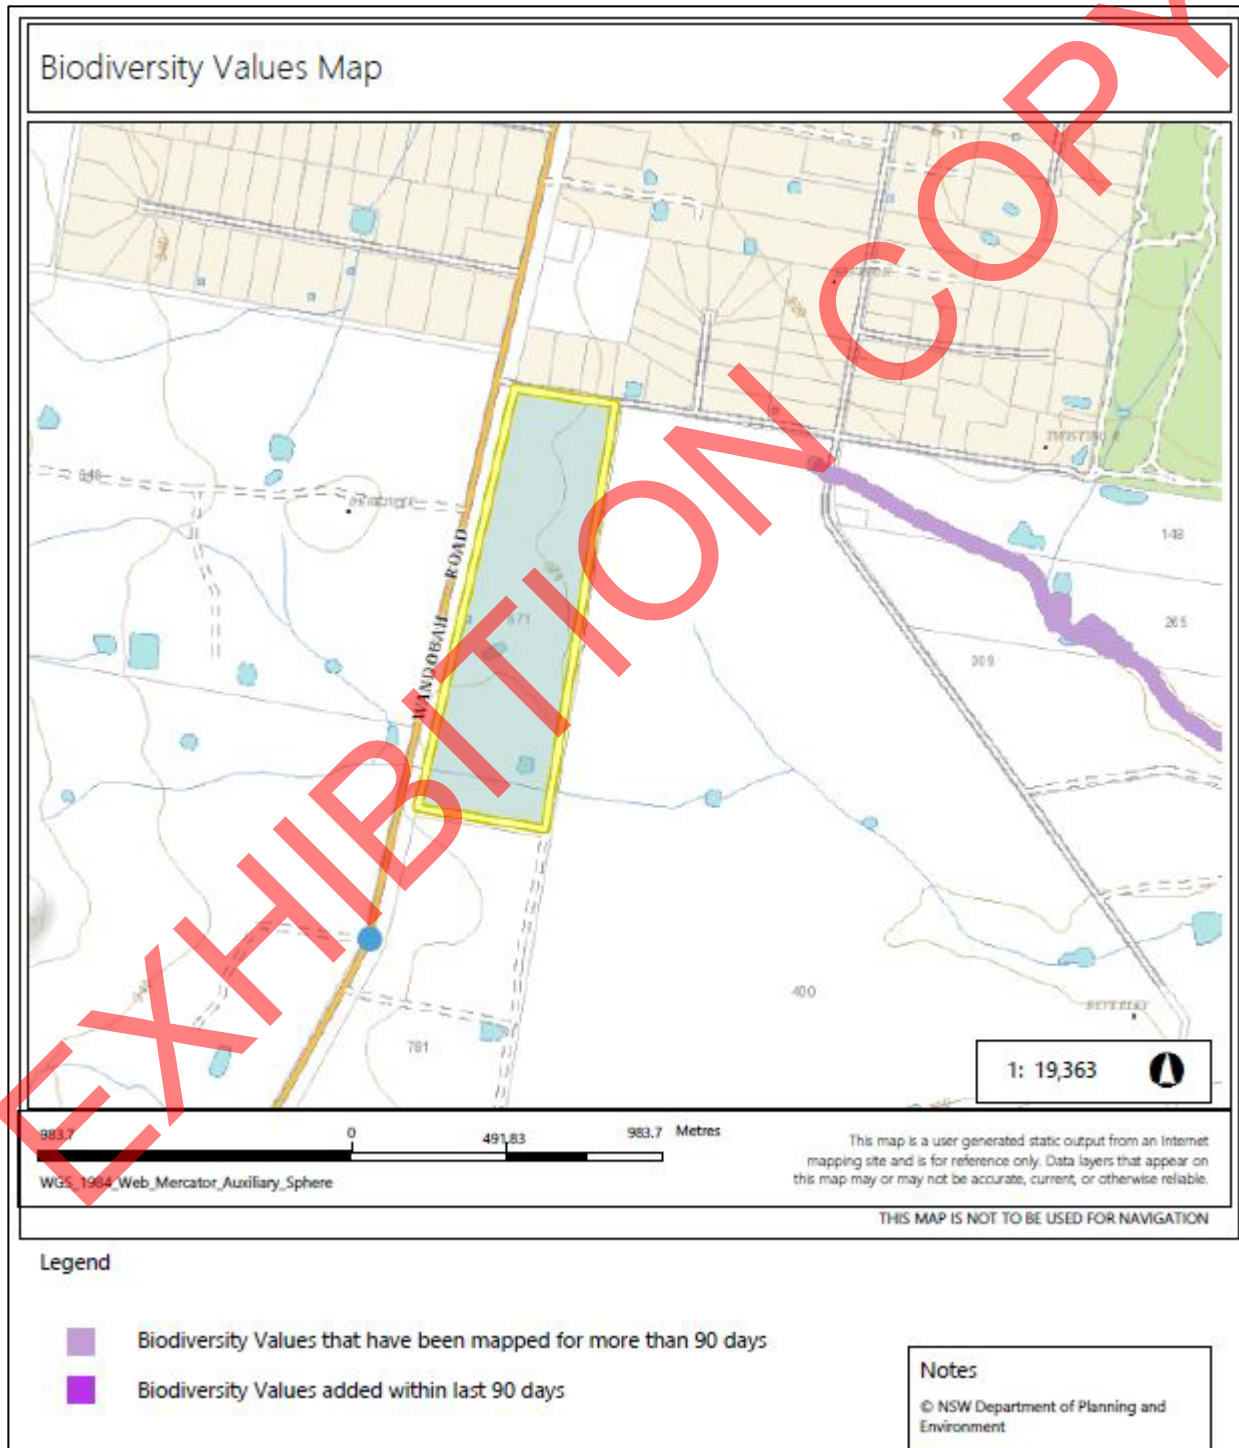 Biodiversity Values Map
EXHIBITION COPY
WANDOBAH ROAD
671
148
265
309
400
781
1: 19,363
983.7 0 491.83 983.7 Metres
WGS_1984_Web_Mercator_Auxiliary_Sphere
This map is a user generated static output from an Internet
mapping site and is for reference only. Data layers that appear on
this map may or may not be accurate, current, or otherwise reliable.
THIS MAP IS NOT TO BE USED FOR NAVIGATION
Legend
Biodiversity Values that have been mapped for more than 90 days
Biodiversity Values added within last 90 days
Notes
© NSW Department of Planning and
Environment